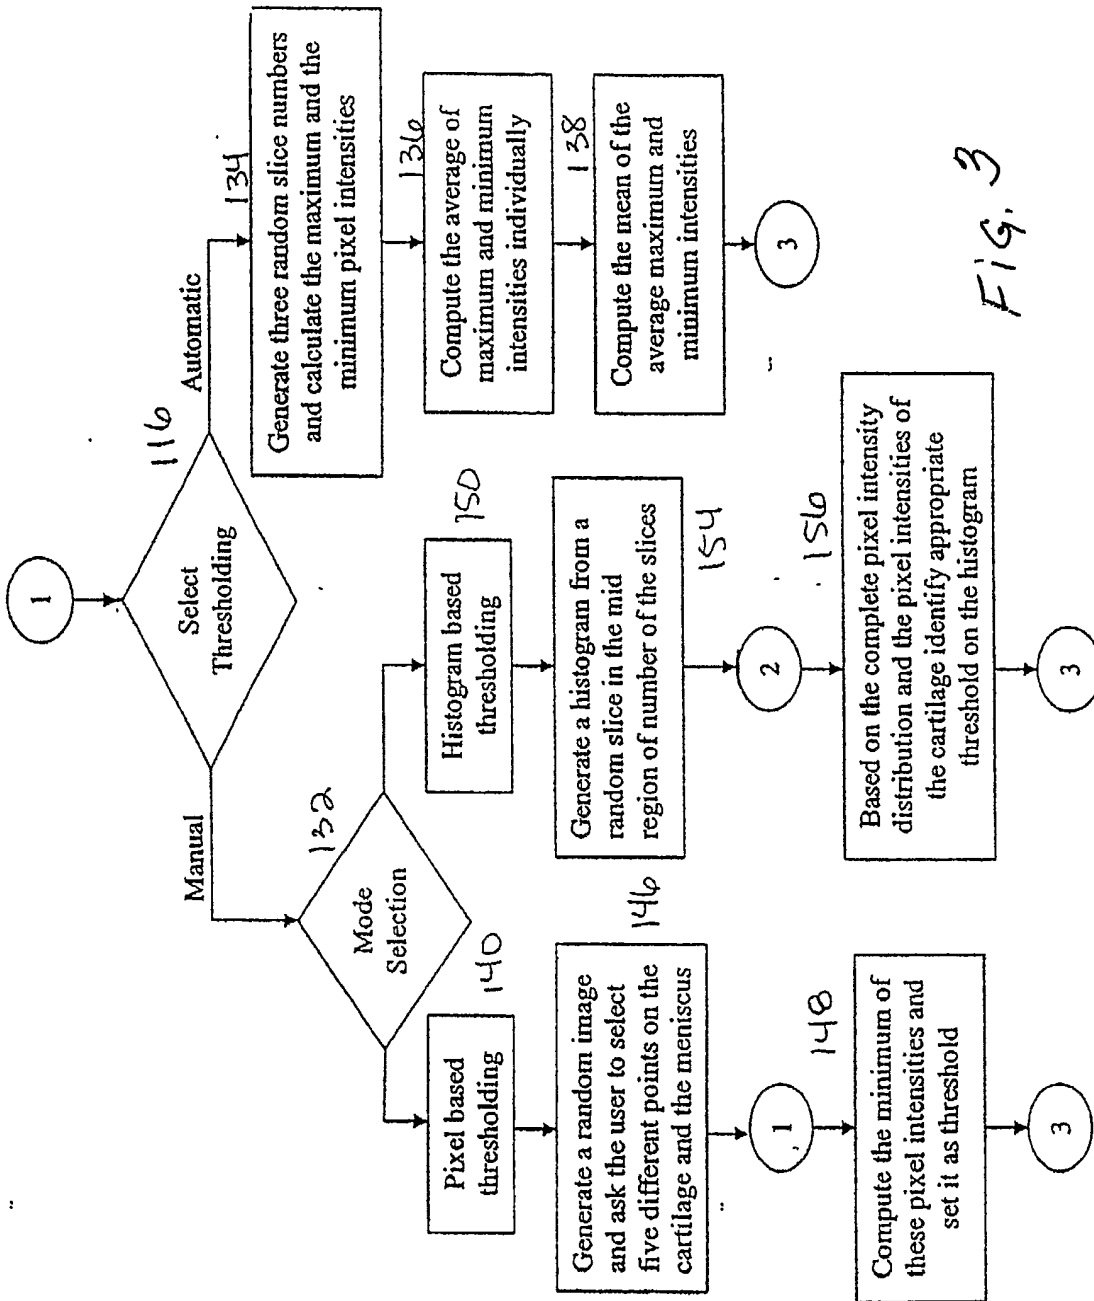 1
116
Select
Thresholding
Manual
Automatic
132
Mode
Selection
134
Generate three random slice numbers
and calculate the maximum and the
minimum pixel intensities
140
Pixel based
thresholding
150
Histogram based
thresholding
136
Compute the average of
maximum and minimum
intensities individually
146
Generate a random image
and ask the user to select
five different points on the
cartilage and the meniscus
Generate a histogram from a
random slice in the mid
region of number of the slices
154
138
Compute the mean of the
average maximum and
minimum intensities
1
2
3
148
Compute the minimum of
these pixel intensities and
set it as threshold
156
Based on the complete pixel intensity
distribution and the pixel intensities of
the cartilage identify appropriate
threshold on the histogram
3
3
FIG. 3